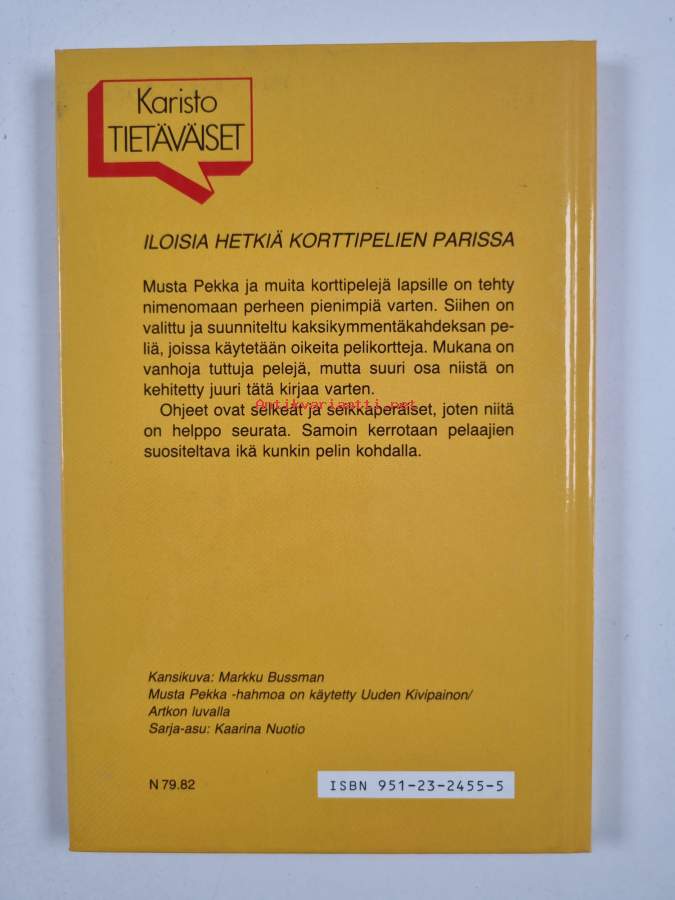 Karisto
TIETÄVÄISET
ILOISIA HETKIÄ KORTTIPELIEN PARISSA
Musta Pekka ja muita korttipelejä lapsille on tehty
nimenomaan perheen pienimpiä varten. Siihen on
valittu ja suunniteltu kaksikymmentäkahdeksan pe-
liä, joissa käytetään oikeita pelikortteja. Mukana on
vanhoja tuttuja pelejä, mutta suuri osa niistä on
kehitetty juuri tätä kirjaa varten.
Antikvariaatti.net
Ohjeet ovat selkeät ja seikkaperäiset, joten niitä
on helppo seurata. Samoin kerrotaan pelaajien
suositeltava ikä kunkin pelin kohdalla.
Kansikuva: Markku Bussman
Musta Pekka -hahmoa on käytetty Uuden Kivipainon/
Artkon luvalla
Sarja-asu: Kaarina Nuotio
N 79.82
ISBN 951-23-2455-5